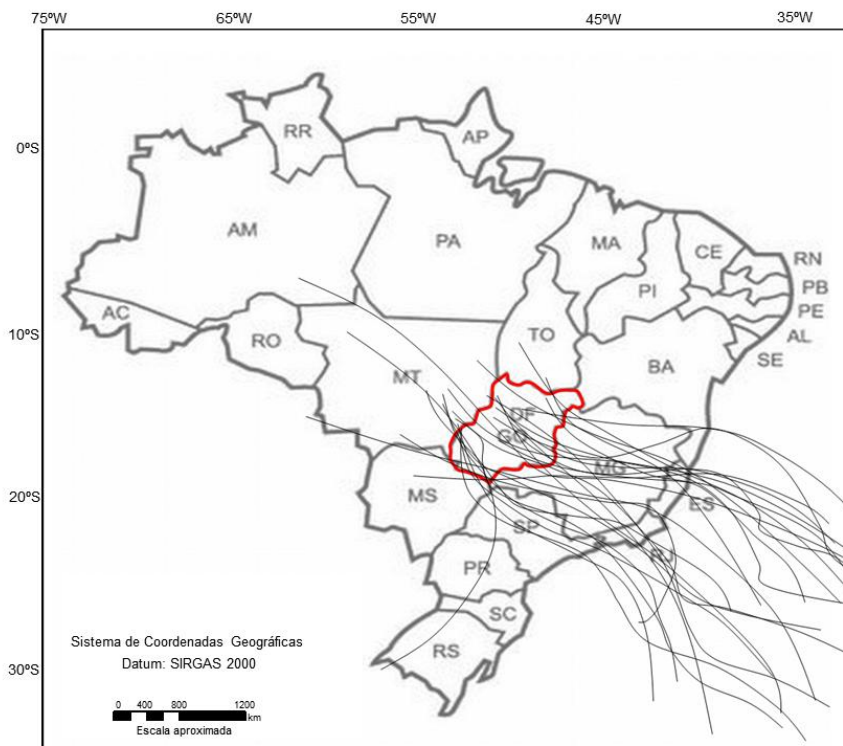 75ºW 65ºW 55ºW 45ºW 35ºW
0ºS
10ºS
20ºS
30ºS
RR
AP
AM
PA
MA
CE
RN
PI
PB
PE
AC
TO
AL
RO
SE
MT
BA
DF
GO
MG
MS
ES
SP
RJ
PR
SC
RS
Sistema de Coordenadas Geográficas
Datum: SIRGAS 2000
0 400 800 1200
km
Escala aproximada